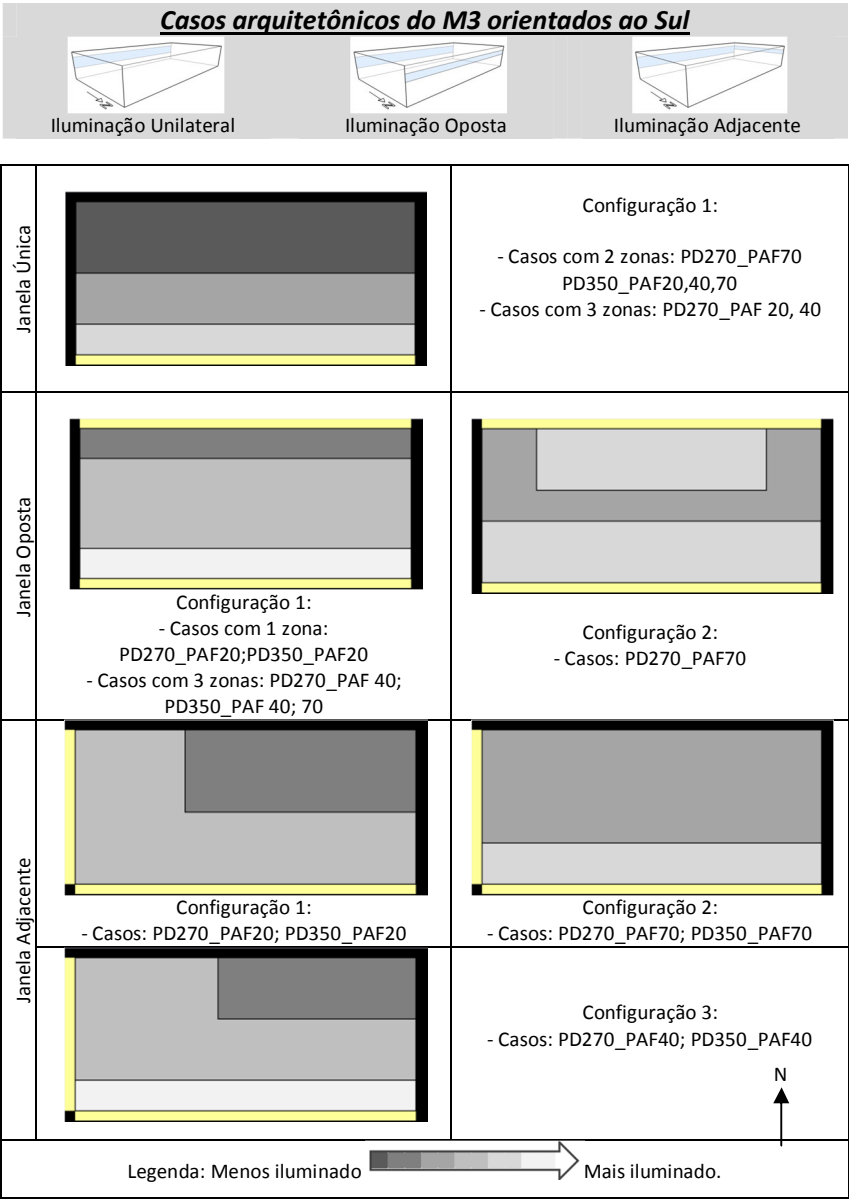 Casos arquitetônicos do M3 orientados ao Sul
N
N
N
Iluminação Unilateral
Iluminação Oposta
Iluminação Adjacente
Janela Única
Configuração 1:
- Casos com 2 zonas: PD270_PAF70
PD350_PAF20,40,70
- Casos com 3 zonas: PD270_PAF 20, 40
Janela Oposta
Configuração 1:
- Casos com 1 zona:
PD270_PAF20;PD350_PAF20
- Casos com 3 zonas: PD270_PAF 40;
PD350_PAF 40; 70
Configuração 2:
- Casos: PD270_PAF70
Janela Adjacente
Configuração 1:
- Casos: PD270_PAF20; PD350_PAF20
Configuração 2:
- Casos: PD270_PAF70; PD350_PAF70
Configuração 3:
- Casos: PD270_PAF40; PD350_PAF40
N
Legenda: Menos iluminado Mais iluminado.